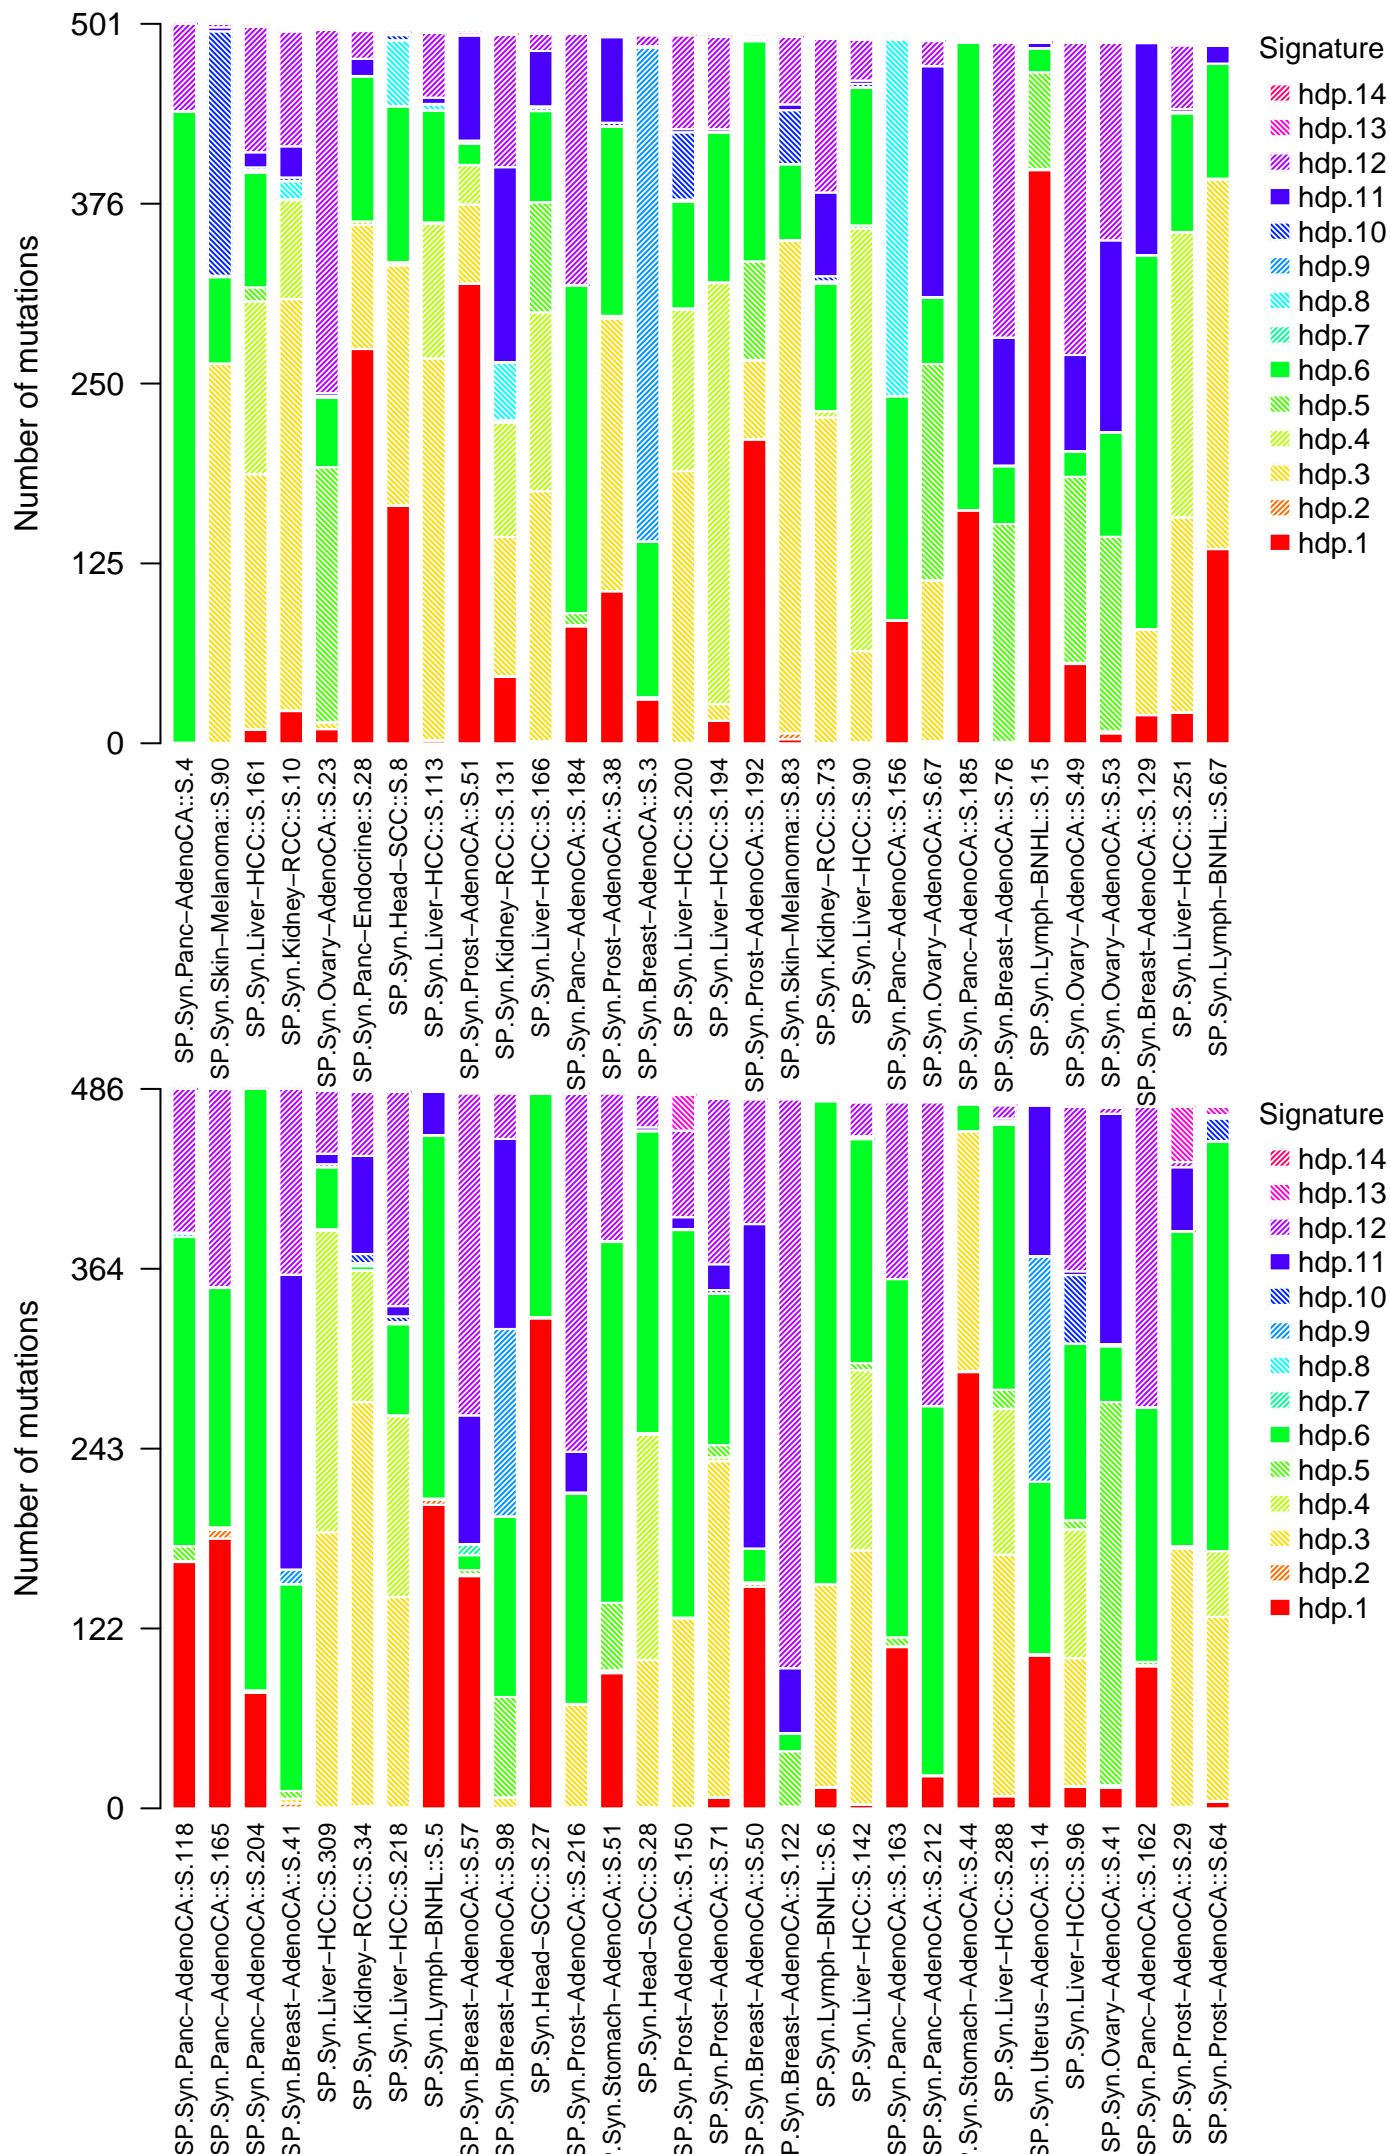 Number of mutations
501
376
250
125
0
Signature
hdp.14
hdp.13
hdp.12
hdp.11
hdp.10
hdp.9
hdp.8
hdp.7
hdp.6
hdp.5
hdp.4
hdp.3
hdp.2
hdp.1
SP.Syn.Panc−AdenoCA::S.4
SP.Syn.Skin−Melanoma::S.90
SP.Syn.Liver−HCC::S.161
SP.Syn.Kidney−RCC::S.10
SP.Syn.Ovary−AdenoCA::S.23
SP.Syn.Panc−Endocrine::S.28
SP.Syn.Head−SCC::S.8
SP.Syn.Liver−HCC::S.113
SP.Syn.Prost−AdenoCA::S.51
SP.Syn.Kidney−RCC::S.131
SP.Syn.Liver−HCC::S.166
SP.Syn.Panc−AdenoCA::S.184
SP.Syn.Prost−AdenoCA::S.38
SP.Syn.Breast−AdenoCA::S.3
SP.Syn.Liver−HCC::S.200
SP.Syn.Liver−HCC::S.194
SP.Syn.Prost−AdenoCA::S.192
SP.Syn.Skin−Melanoma::S.83
SP.Syn.Kidney−RCC::S.73
SP.Syn.Liver−HCC::S.90
SP.Syn.Panc−AdenoCA::S.156
SP.Syn.Ovary−AdenoCA::S.67
SP.Syn.Panc−AdenoCA::S.185
SP.Syn.Breast−AdenoCA::S.76
SP.Syn.Lymph−BNHL::S.15
SP.Syn.Ovary−AdenoCA::S.49
SP.Syn.Ovary−AdenoCA::S.53
SP.Syn.Breast−AdenoCA::S.129
SP.Syn.Liver−HCC::S.251
SP.Syn.Lymph−BNHL::S.67
Number of mutations
486
364
243
122
0
Signature
hdp.14
hdp.13
hdp.12
hdp.11
hdp.10
hdp.9
hdp.8
hdp.7
hdp.6
hdp.5
hdp.4
hdp.3
hdp.2
hdp.1
SP.Syn.Panc−AdenoCA::S.118
SP.Syn.Panc−AdenoCA::S.165
SP.Syn.Panc−AdenoCA::S.204
SP.Syn.Breast−AdenoCA::S.41
SP.Syn.Liver−HCC::S.309
SP.Syn.Kidney−RCC::S.34
SP.Syn.Liver−HCC::S.218
SP.Syn.Lymph−BNHL::S.5
SP.Syn.Breast−AdenoCA::S.57
SP.Syn.Breast−AdenoCA::S.98
SP.Syn.Head−SCC::S.27
SP.Syn.Prost−AdenoCA::S.216
P.Syn.Stomach−AdenoCA::S.51
SP.Syn.Head−SCC::S.28
SP.Syn.Prost−AdenoCA::S.150
SP.Syn.Prost−AdenoCA::S.71
SP.Syn.Breast−AdenoCA::S.50
P.Syn.Breast−AdenoCA::S.122
SP.Syn.Lymph−BNHL::S.6
SP.Syn.Liver−HCC::S.142
SP.Syn.Panc−AdenoCA::S.163
SP.Syn.Panc−AdenoCA::S.212
P.Syn.Stomach−AdenoCA::S.44
SP.Syn.Liver−HCC::S.288
SP.Syn.Uterus−AdenoCA::S.14
SP.Syn.Liver−HCC::S.96
SP.Syn.Ovary−AdenoCA::S.41
SP.Syn.Panc−AdenoCA::S.162
SP.Syn.Prost−AdenoCA::S.29
SP.Syn.Prost−AdenoCA::S.64